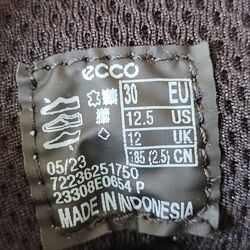 ecco
30 EU
12.5 US
12 UK
185 (2.5) CN
05/23
72236251750
23308E0654 P
MADE IN INDONESIA